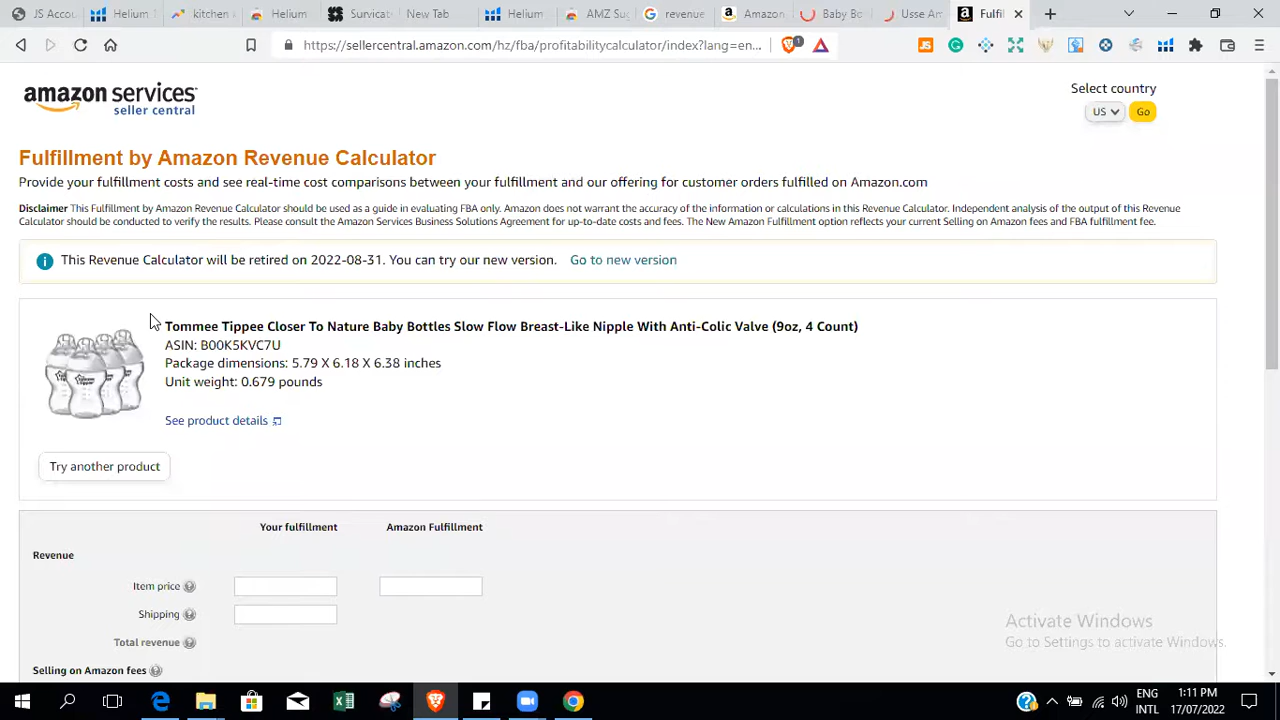 JS Accou
Helium
kitchen
Helium
Surviceo
New Tab
Helium
AMZ Sug
revenue
Amazon
Baby Bo
Usse Am
Fulfil
https://sellercentral.amazon.com/hz/fba/profitabilitycalculator/index?lang=en...
1
JS
amazon services
seller central
Select country
US
Go
Fulfillment by Amazon Revenue Calculator
Provide your fulfillment costs and see real-time cost comparisons between your fulfillment and our offering for customer orders fulfilled on Amazon.com
Disclaimer This Fulfillment by Amazon Revenue Calculator should be used as a guide in evaluating FBA only. Amazon does not warrant the accuracy of the information or calculations in this Revenue Calculator. Independent analysis of the output of this Revenue
Calculator should be conducted to verify the results. Please consult the Amazon Services Business Solutions Agreement for up-to-date costs and fees. The New Amazon Fulfillment option reflects your current Selling on Amazon fees and FBA fulfillment fee.
This Revenue Calculator will be retired on 2022-08-31. You can try our new version. Go to new version
Tommee Tippee Closer To Nature Baby Bottles Slow Flow Breast-Like Nipple With Anti-Colic Valve (9oz, 4 Count)
ASIN: B00K5KVC7U
Package dimensions: 5.79 X 6.18 X 6.38 inches
Unit weight: 0.679 pounds
See product details
Try another product
Your fulfillment
Amazon Fulfillment
Revenue
Item price
Shipping
Total revenue
Selling on Amazon fees
Activate Windows
Go to Settings to activate Windows.
ENG
INTL
1:11 PM
17/07/2022